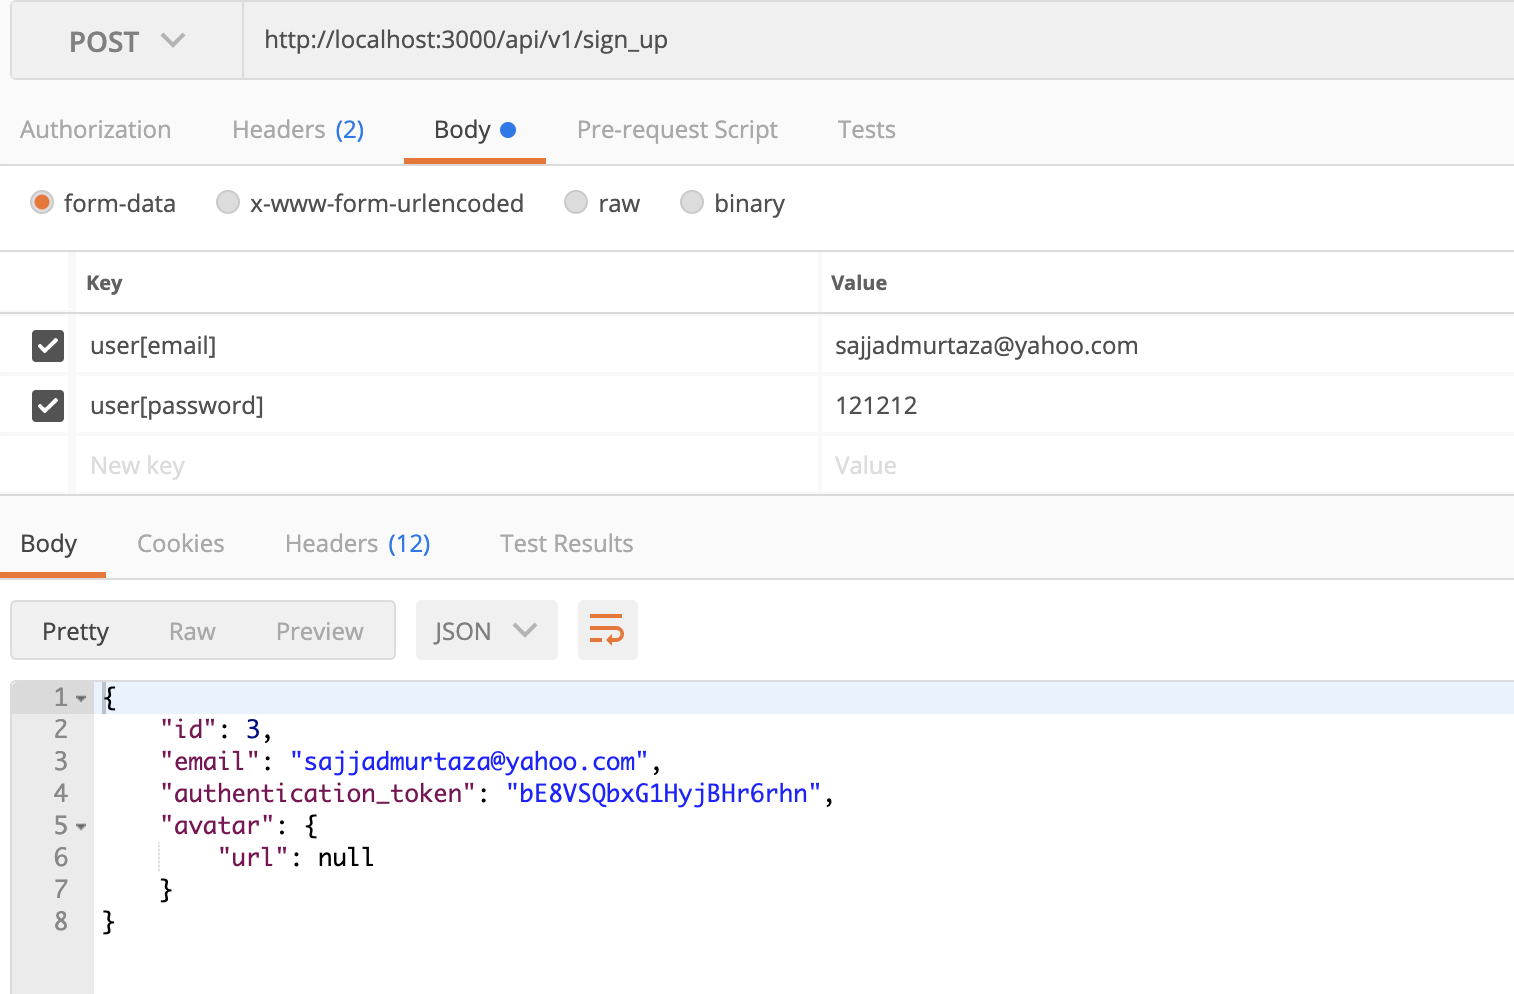 POST http://localhost:3000/api/v1/sign_up
Authorization Headers (2) Body Pre-request Script Tests
form-data x-www-form-urlencoded raw binary
Key Value
user[email] sajjadmurtaza@yahoo.com
user[password] 121212
New key Value
Body Cookies Headers (12) Test Results
Pretty Raw Preview JSON
1 {
2 "id": 3,
3 "email": "sajjadmurtaza@yahoo.com",
4 "authentication_token": "bE8VSQbxG1HyjBHr6rhn",
5 "avatar": {
6 "url": null
7 }
8 }